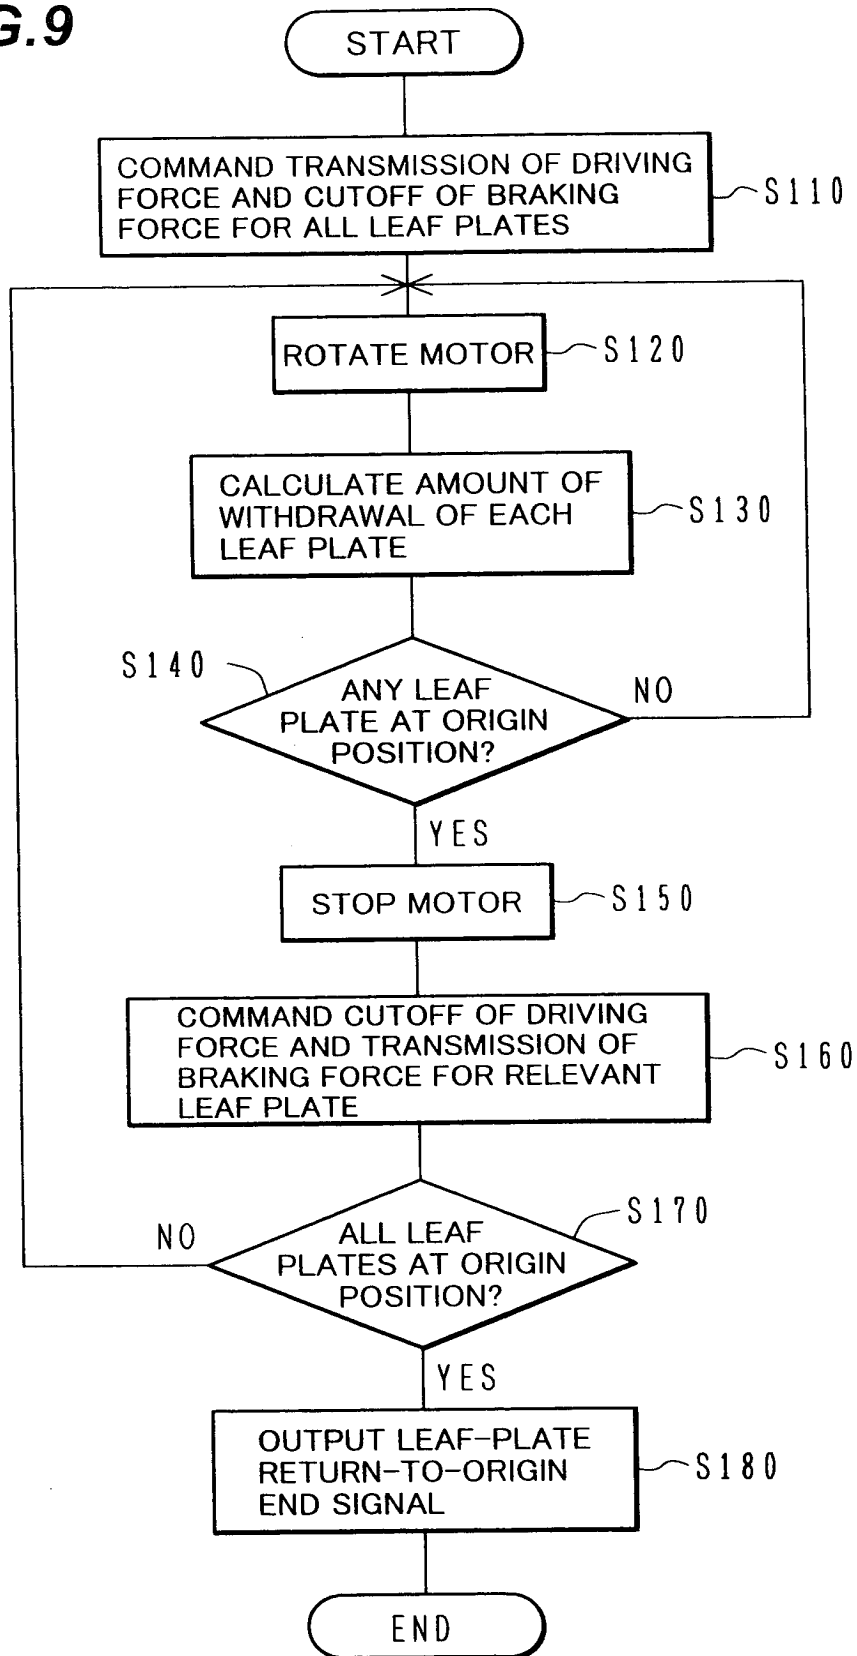 G.9
START
COMMAND TRANSMISSION OF DRIVING
FORCE AND CUTOFF OF BRAKING
FORCE FOR ALL LEAF PLATES
S110
ROTATE MOTOR
S120
CALCULATE AMOUNT OF
WITHDRAWAL OF EACH
LEAF PLATE
S130
S140
ANY LEAF
PLATE AT ORIGIN
POSITION?
NO
YES
STOP MOTOR
S150
COMMAND CUTOFF OF DRIVING
FORCE AND TRANSMISSION OF
BRAKING FORCE FOR RELEVANT
LEAF PLATE
S160
S170
NO
ALL LEAF
PLATES AT ORIGIN
POSITION?
YES
OUTPUT LEAF-PLATE
RETURN-TO-ORIGIN
END SIGNAL
S180
END